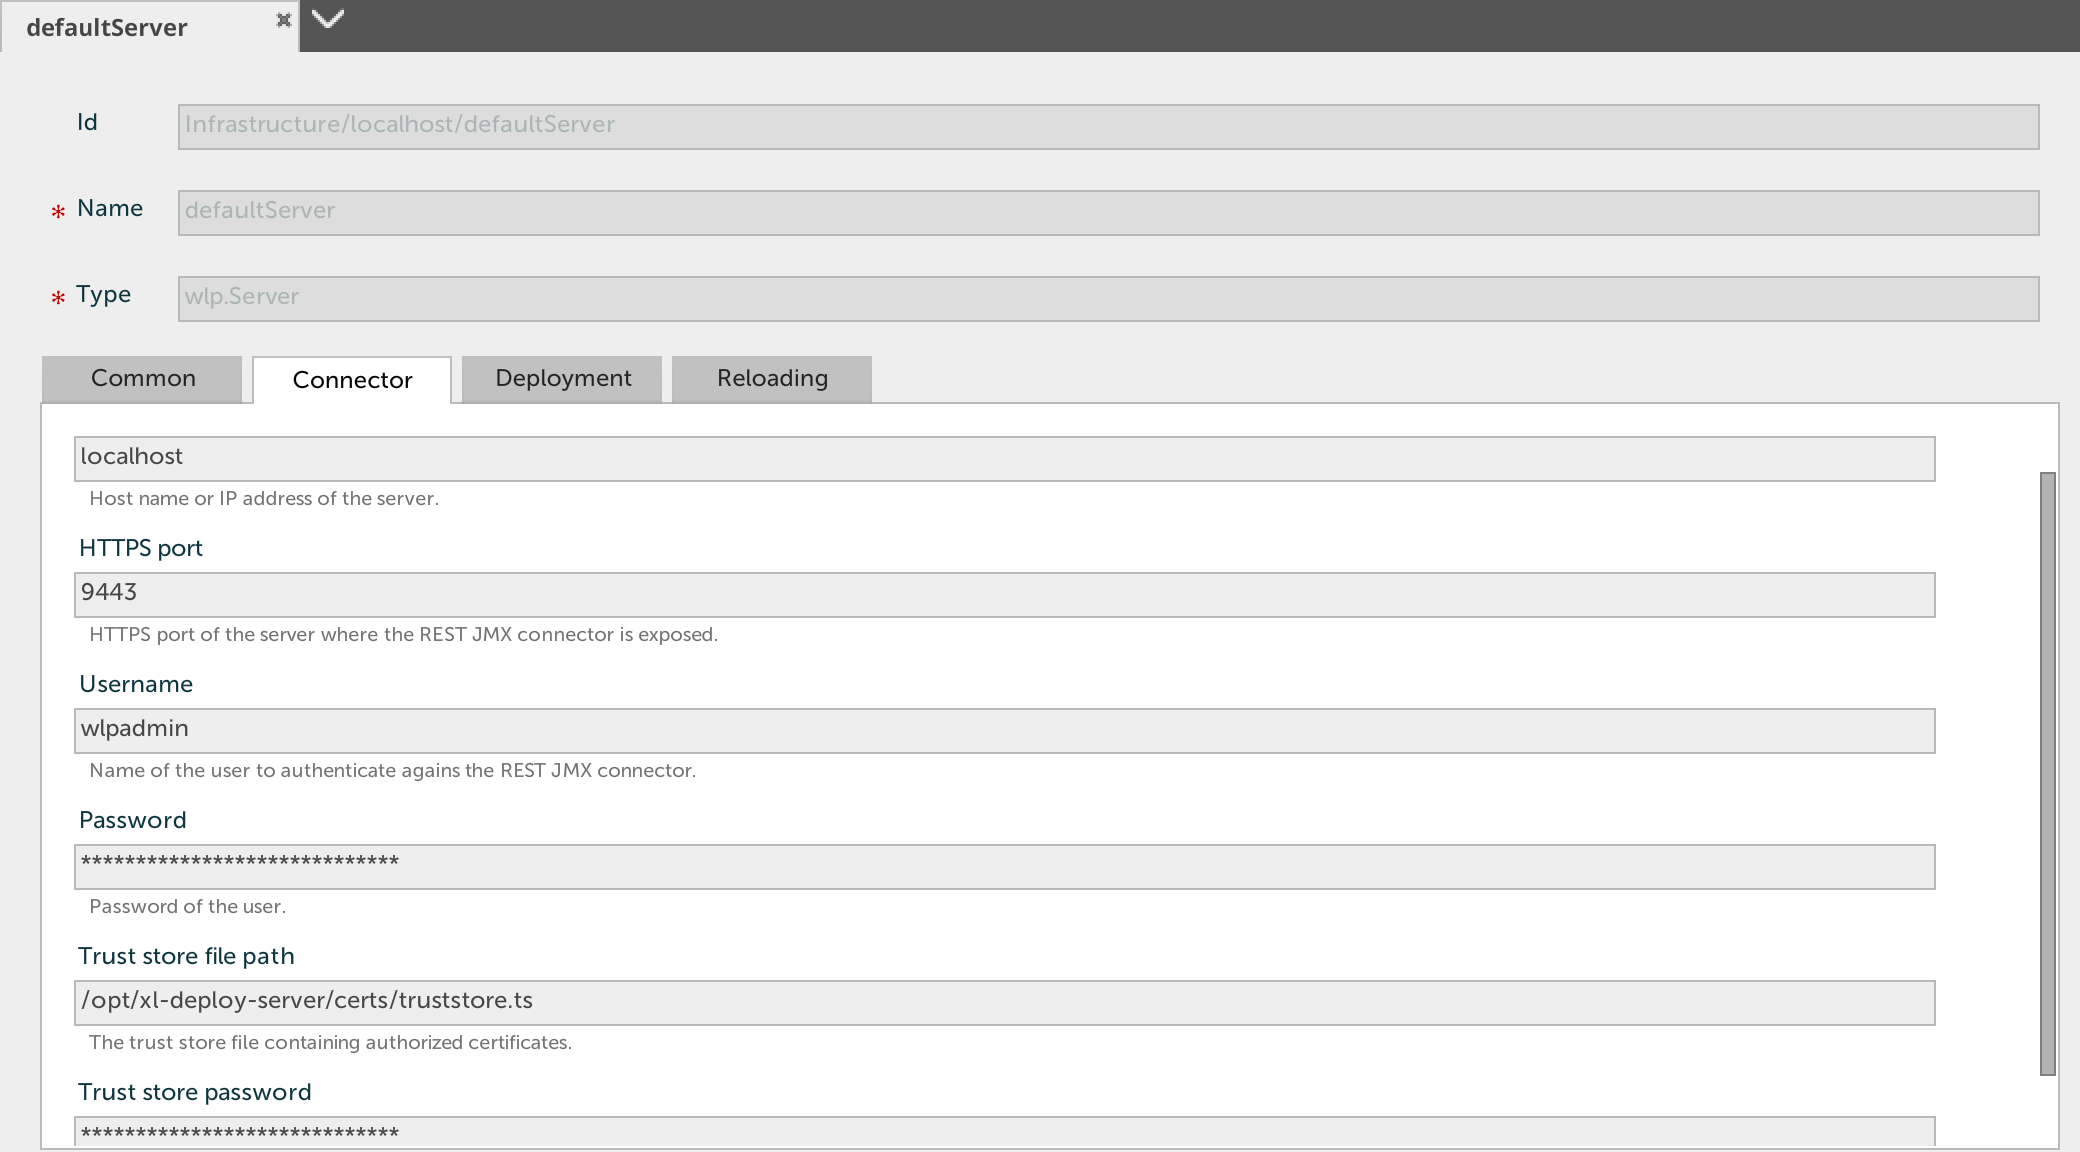 defaultServer
Id
Infrastructure/localhost/defaultServer
* Name
defaultServer
* Type
wlp.Server
Common Connector Deployment Reloading
localhost
Host name or IP address of the server.
HTTPS port
9443
HTTPS port of the server where the REST JMX connector is exposed.
Username
wlpadmin
Name of the user to authenticate agains the REST JMX connector.
Password
*****************************
Password of the user.
Trust store file path
/opt/xl-deploy-server/certs/truststore.ts
The trust store file containing authorized certificates.
Trust store password
*****************************